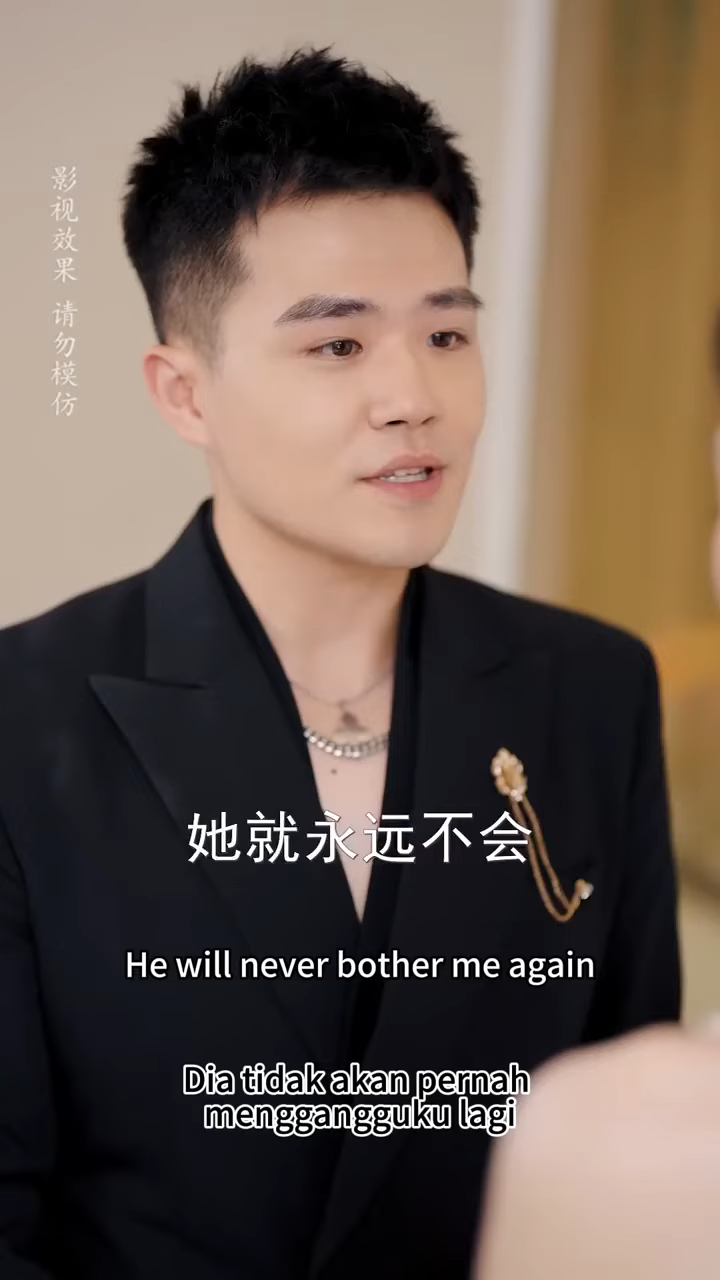 影视效果 请勿模仿
她就永远不会
He will never bother me again
Dia tidak akan pernah
menggangguku lagi